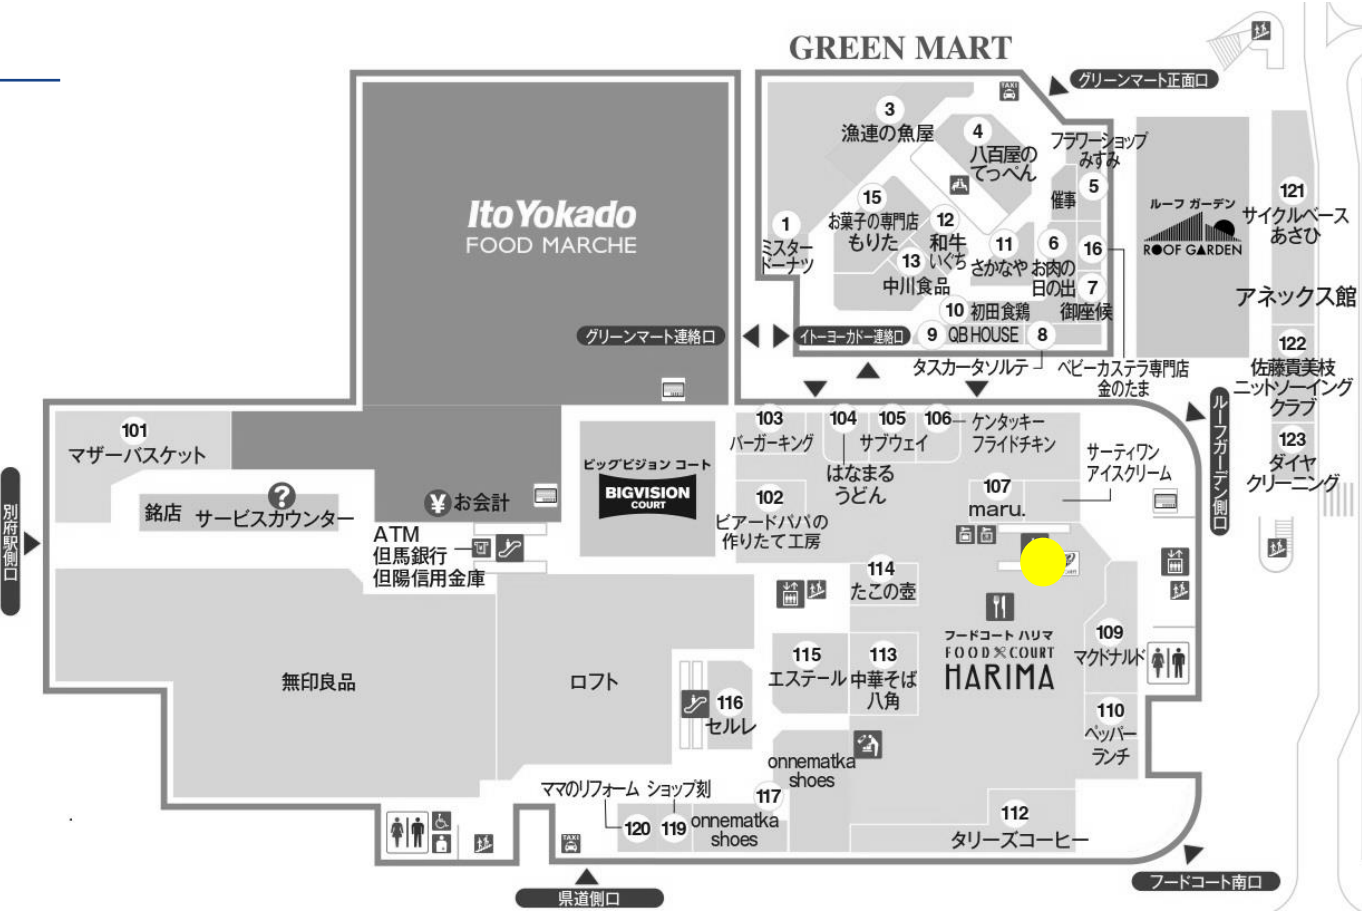 GREEN MART
グリーンマート正面口
TAXI
3
漁連の魚屋
4
八百屋の
てっぺん
フラワーショップ
みすみ
5
催事
15
お菓子の専門店
もりた
12
和牛
いぐち
13
中川食品
11
さかなや
6
お肉の
日の出
16
7
御座候
1
ミスター
ドーナツ
10
初田食鶏
9
QB HOUSE
8
タスカータソルテ
ベビーカステラ専門店
金のたま
イトーヨーカドー連絡口
グリーンマート連絡口
Ito Yokado
FOOD MARCHE
ルーフ ガーデン
ROOF GARDEN
121
サイクルベース
あさひ
アネックス館
122
佐藤貴美枝
ニットソーイング
クラブ
123
ダイヤ
クリーニング
ルーフガーデン側口
101
マザーバスケット
銘店
?
サービスカウンター
¥
お会計
ATM
但馬銀行
但陽信用金庫
別府駅側口
ビッグビジョン コート
BIGVISION
COURT
103
バーガーキング
104
はなまる
うどん
105
サブウェイ
106
ケンタッキー
フライドチキン
サーティワン
アイスクリーム
102
ビアードパパの
作りたて工房
107
maru.
114
たこの壺
フードコート ハリマ
FOOD COURT
HARIMA
109
マクドナルド
110
ペッパー
ランチ
115
エステール
113
中華そば
八角
116
セルレ
無印良品
ロフト
onnematka
shoes
117
onnematka
shoes
ママのリフォーム
ショップ刻
120
119
112
タリーズコーヒー
TAXI
県道側口
フードコート南口